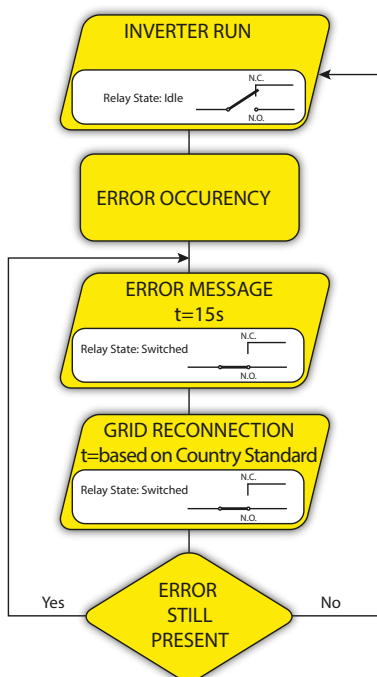 INVERTER RUN
N.C.
Relay State: Idle
N.O.
ERROR OCCURENCY
ERROR MESSAGE
t=15s
N.C.
Relay State: Switched
N.O.
GRID RECONNECTION
t=based on Country Standard
N.C.
Relay State: Switched
N.O.
Yes
ERROR
STILL
PRESENT
No